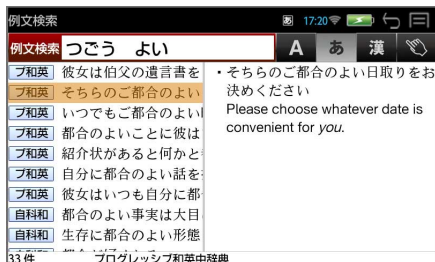 例文検索
あ 17:20
例文検索 つごう よい
A あ 漢
プ和英 彼女は伯父の遺言書を
プ和英 そちらのご都合のよい
プ和英 いつでもご都合のよい
プ和英 都合のよいことに彼は
プ和英 紹介状があると何かと
プ和英 自分に都合のよい話を
プ和英 彼女はいつも自分に都
自科和 都合のよい事実は大目
自科和 生存に都合のよい形態
・そちらのご都合のよい日取りをお
決めください
Please choose whatever date is
convenient for you.
33件 プログレッシブ和英中辞典